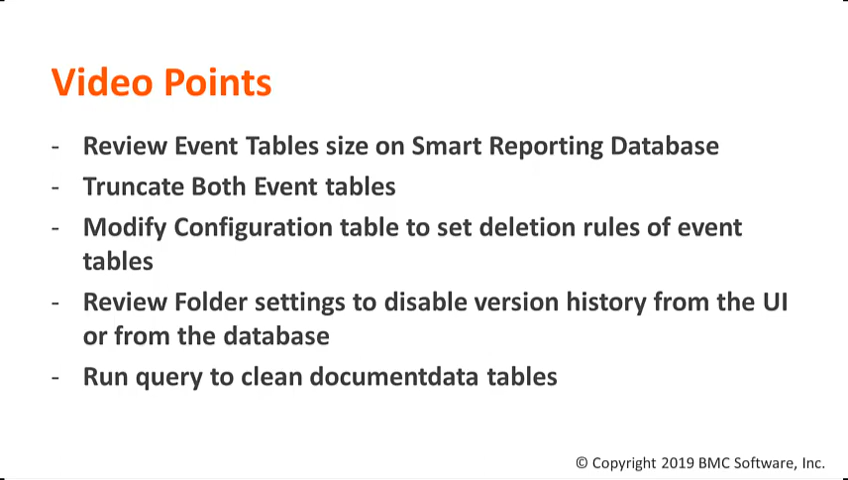 Video Points
- Review Event Tables size on Smart Reporting Database
- Truncate Both Event tables
- Modify Configuration table to set deletion rules of event
tables
- Review Folder settings to disable version history from the UI
or from the database
- Run query to clean documentdata tables
© Copyright 2019 BMC Software, Inc.